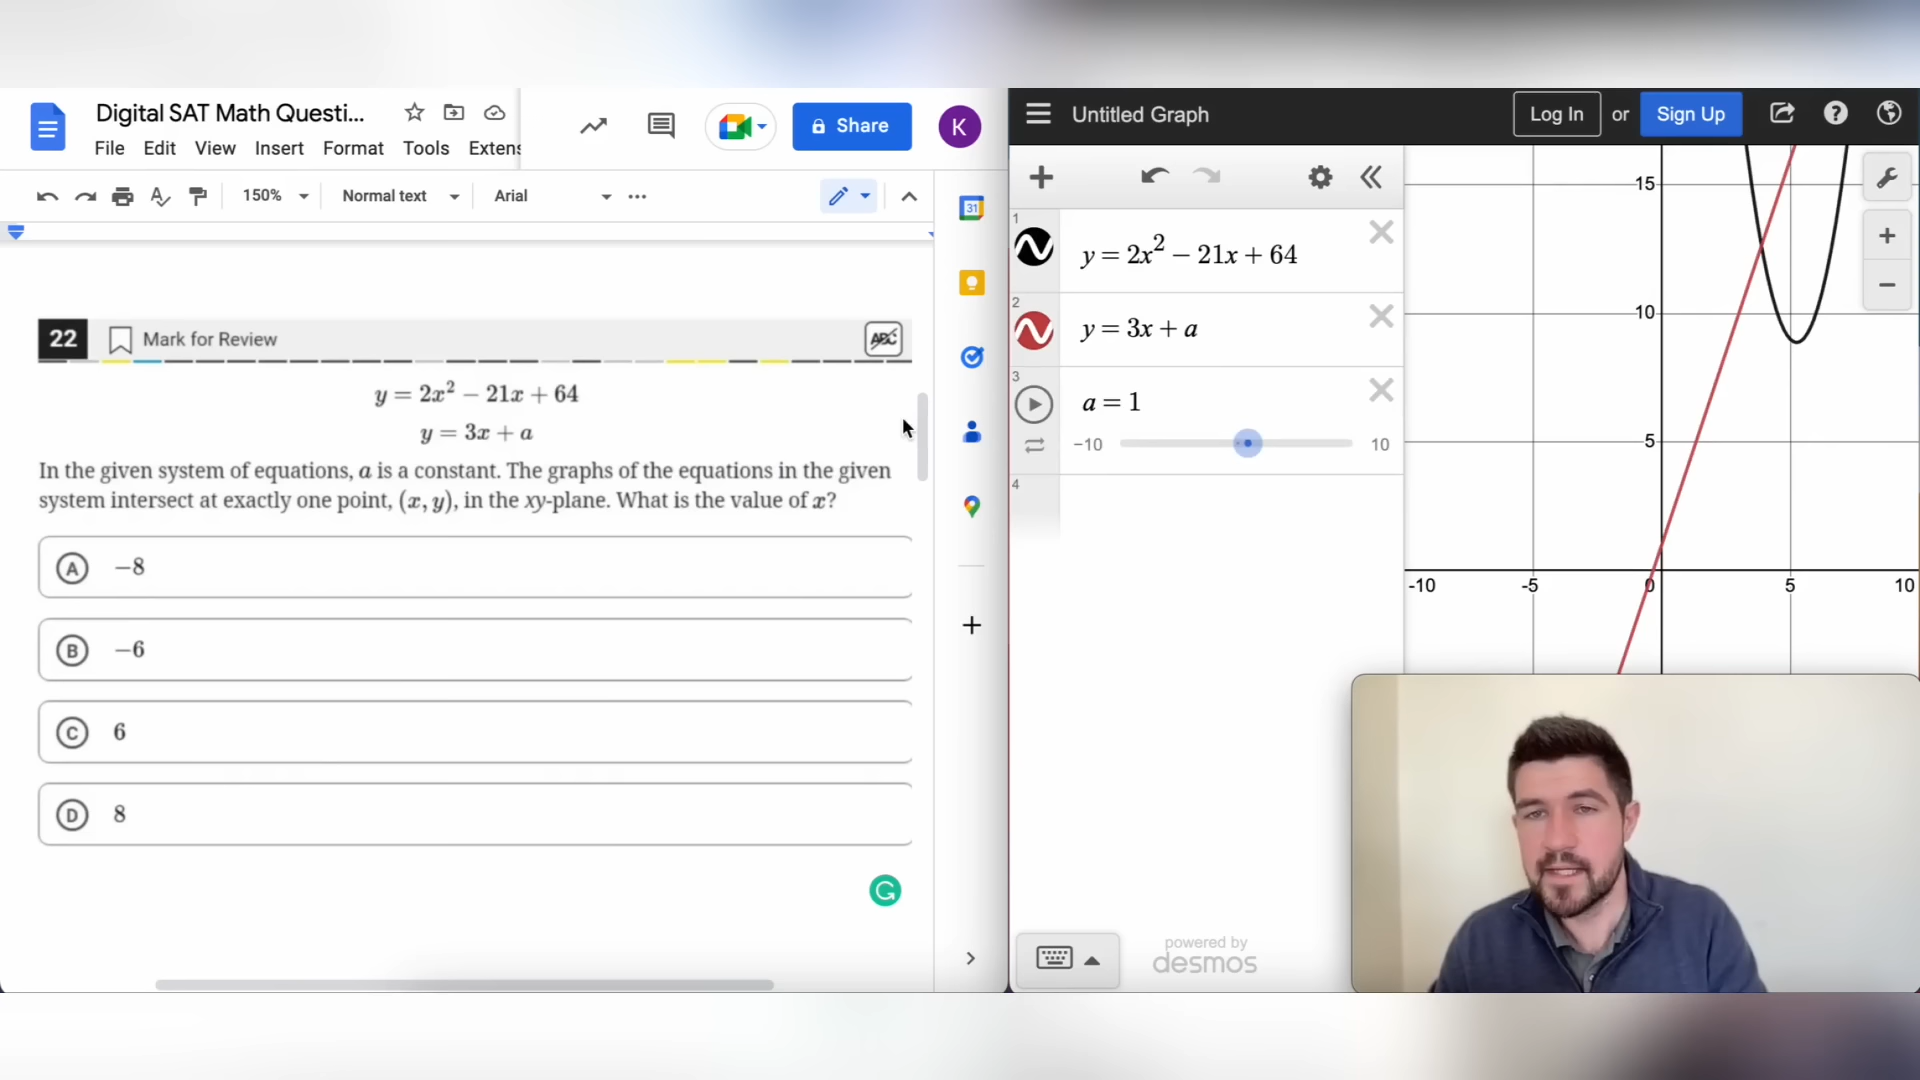 Digital SAT Math Questi...
File Edit View Insert Format Tools Extens
Share
K
150% Normal text Arial
31
22 Mark for Review ABC
y = 2x² − 21x + 64
y = 3x + a
In the given system of equations, a is a constant. The graphs of the equations in the given
system intersect at exactly one point, (x, y), in the xy-plane. What is the value of x?
A −8
B −6
C 6
D 8
G
Untitled Graph
Log In or Sign Up
1
y = 2x² − 21x + 64
2
y = 3x + a
3
a = 1
−10 10
4
powered by
desmos
15
10
5
-10 -5 0 5 10